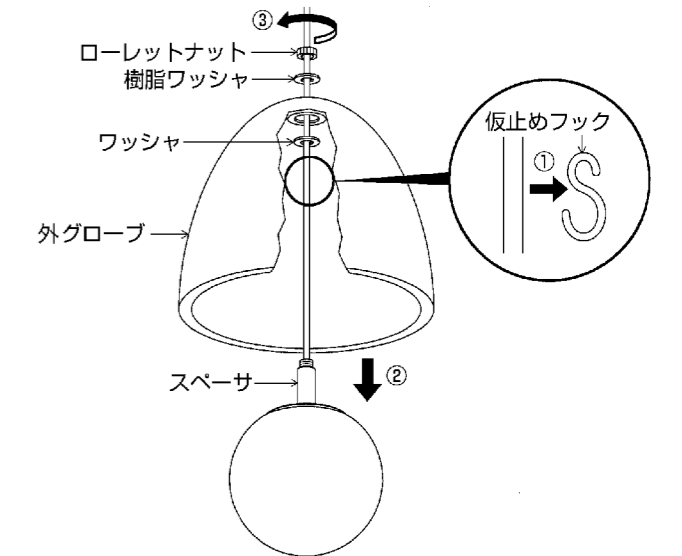 ③
ローレットナット
樹脂ワッシャ
ワッシャ
仮止めフック
①
外グローブ
②
スペーサ